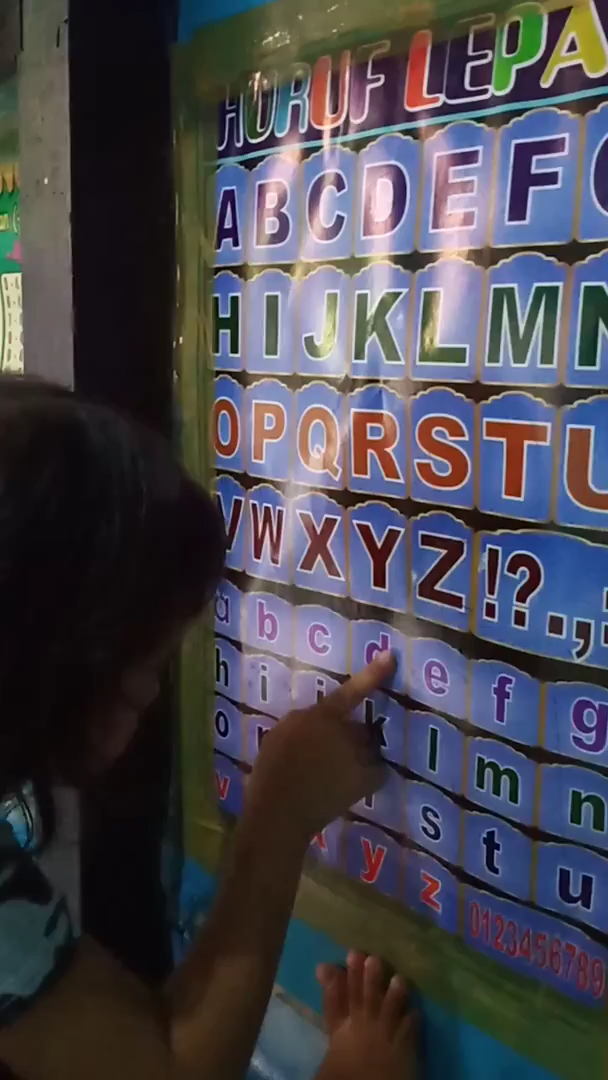 HURUF LEPA
A B C D E F
H I J K L M N
O P Q R S T U
V W X Y Z !?.,:
a b c d e f g
h i j k l m n
o s t u
v x y z 0123456789